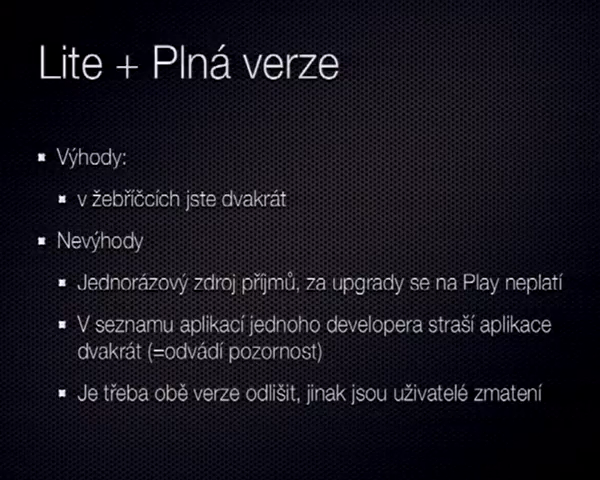 Lite + Plná verze
Výhody:
v žebříčcích jste dvakrát
Nevýhody
Jednorázový zdroj příjmů, za upgrady se na Play neplatí
V seznamu aplikací jednoho developera straší aplikace
dvakrát (=odvádí pozornost)
Je třeba obě verze odlišit, jinak jsou uživatelé zmatení